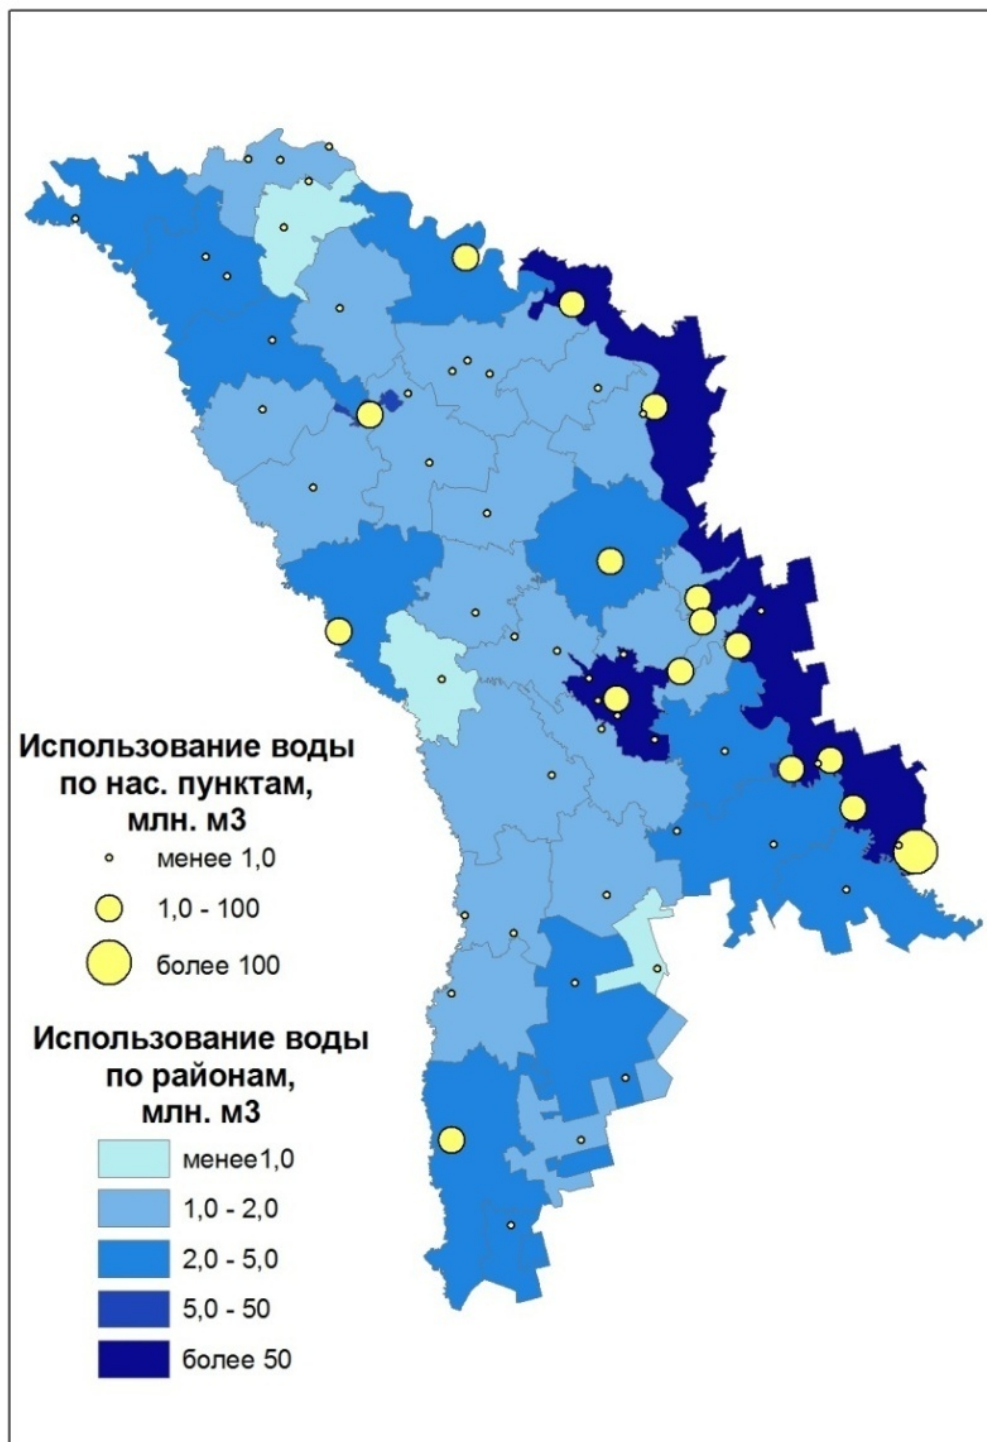 Использование воды
по нас. пунктам,
млн. м3
менее 1,0
1,0 - 100
более 100
Использование воды
по районам,
млн. м3
менее1,0
1,0 - 2,0
2,0 - 5,0
5,0 - 50
более 50